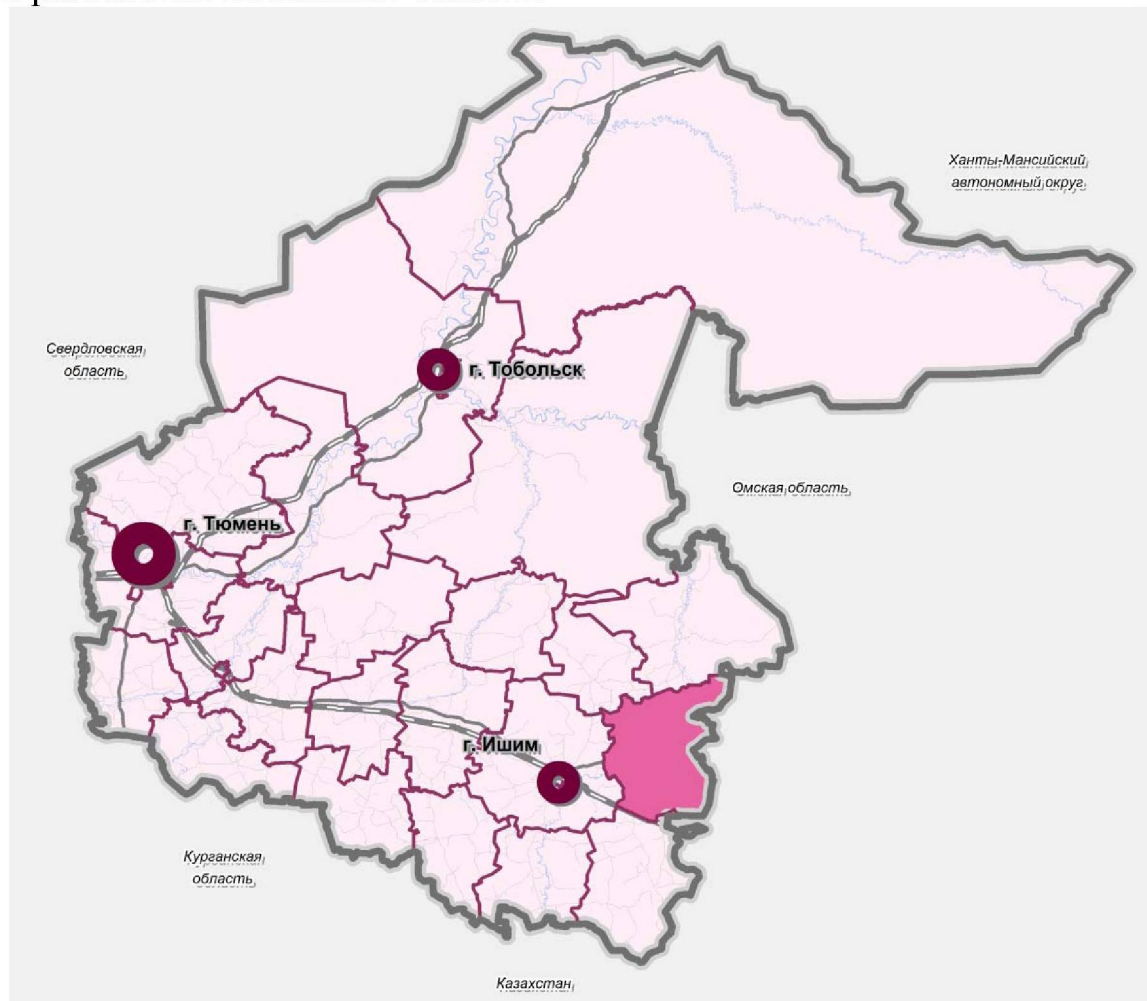 Ханты-Мансийский
автономный округ
Свердловская
область
г. Тобольск
Омская область
г. Тюмень
г. Ишим
Курганская
область
Казахстан